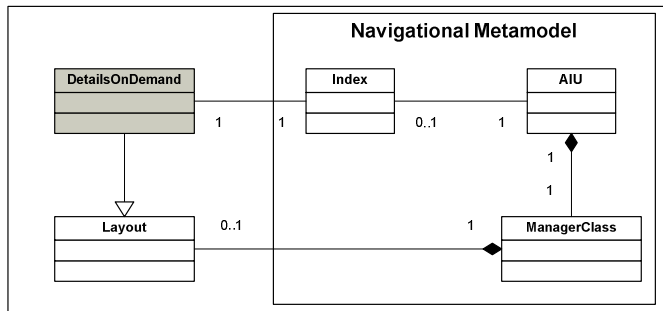 Navigational Metamodel
DetailsOnDemand
Index
AIU
1
1
0..1
1
1
1
Layout
0..1
1
ManagerClass